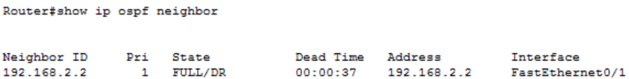 Router#show ip ospf neighbor
Neighbor ID Pri State Dead Time Address Interface
192.168.2.2 1 FULL/DR 00:00:37 192.168.2.2 FastEthernet0/1